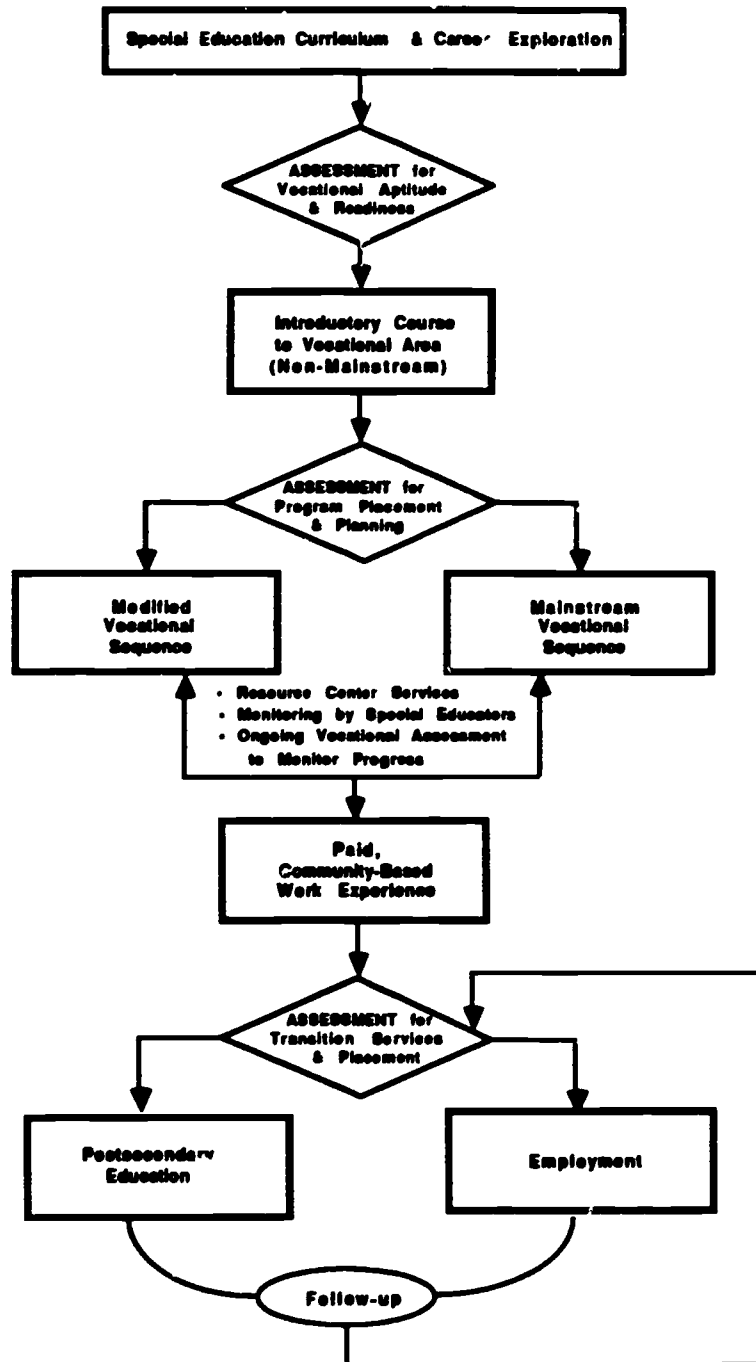 Special Education Curriculum & Career Exploration
ASSESSMENT for
Vocational Aptitude
& Readiness
Introductory Course
to Vocational Area
(Non-Mainstream)
ASSESSMENT for
Program Placement
& Planning
Modified
Vocational
Sequence
Mainstream
Vocational
Sequence
• Resource Center Services
• Monitoring by Special Educators
• Ongoing Vocational Assessment
to Monitor Progress
Paid,
Community-Based
Work Experience
ASSESSMENT for
Transition Services
& Placement
Postsecondary
Education
Employment
Follow-up